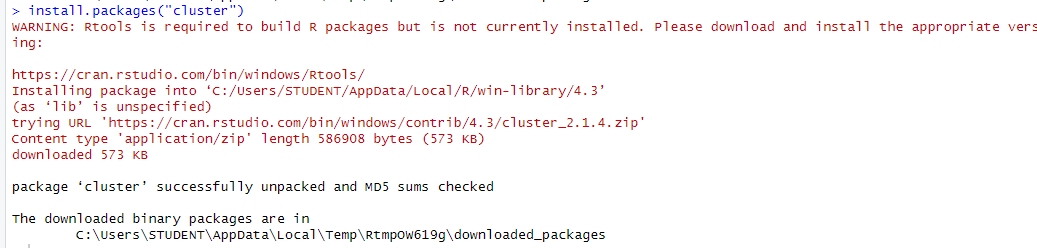 > install.packages("cluster")
WARNING: Rtools is required to build R packages but is not currently installed. Please download and install the appropriate vers
ing:
https://cran.rstudio.com/bin/windows/Rtools/
Installing package into ‘C:/Users/STUDENT/AppData/Local/R/win-library/4.3’
(as ‘lib’ is unspecified)
trying URL 'https://cran.rstudio.com/bin/windows/contrib/4.3/cluster_2.1.4.zip'
Content type 'application/zip' length 586908 bytes (573 KB)
downloaded 573 KB
package ‘cluster’ successfully unpacked and MD5 sums checked
The downloaded binary packages are in
        C:\Users\STUDENT\AppData\Local\Temp\RtmpOW619g\downloaded_packages